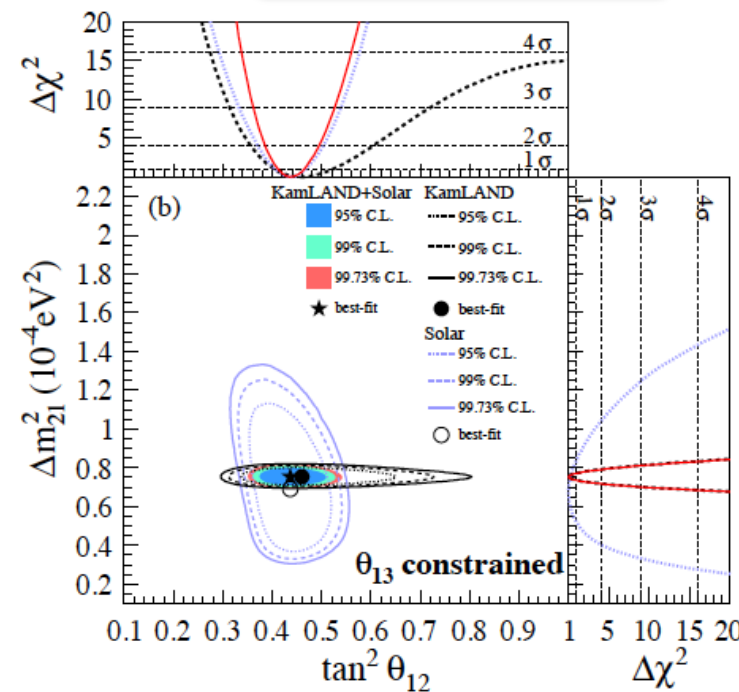 20
15
10
5
Δχ²
4σ
3σ
2σ
1σ
(b)
KamLAND+Solar
95% C.L.
99% C.L.
99.73% C.L.
best-fit
KamLAND
95% C.L.
99% C.L.
99.73% C.L.
best-fit
Solar
95% C.L.
99% C.L.
99.73% C.L.
best-fit
θ₁₃ constrained
2.2
2
1.8
1.6
1.4
1.2
1
0.8
0.6
0.4
0.2
Δm²₂₁ (10⁻⁴eV²)
0.1 0.2 0.3 0.4 0.5 0.6 0.7 0.8 0.9
tan² θ₁₂
1σ 2σ 3σ 4σ
1 5 10 15 20
Δχ²